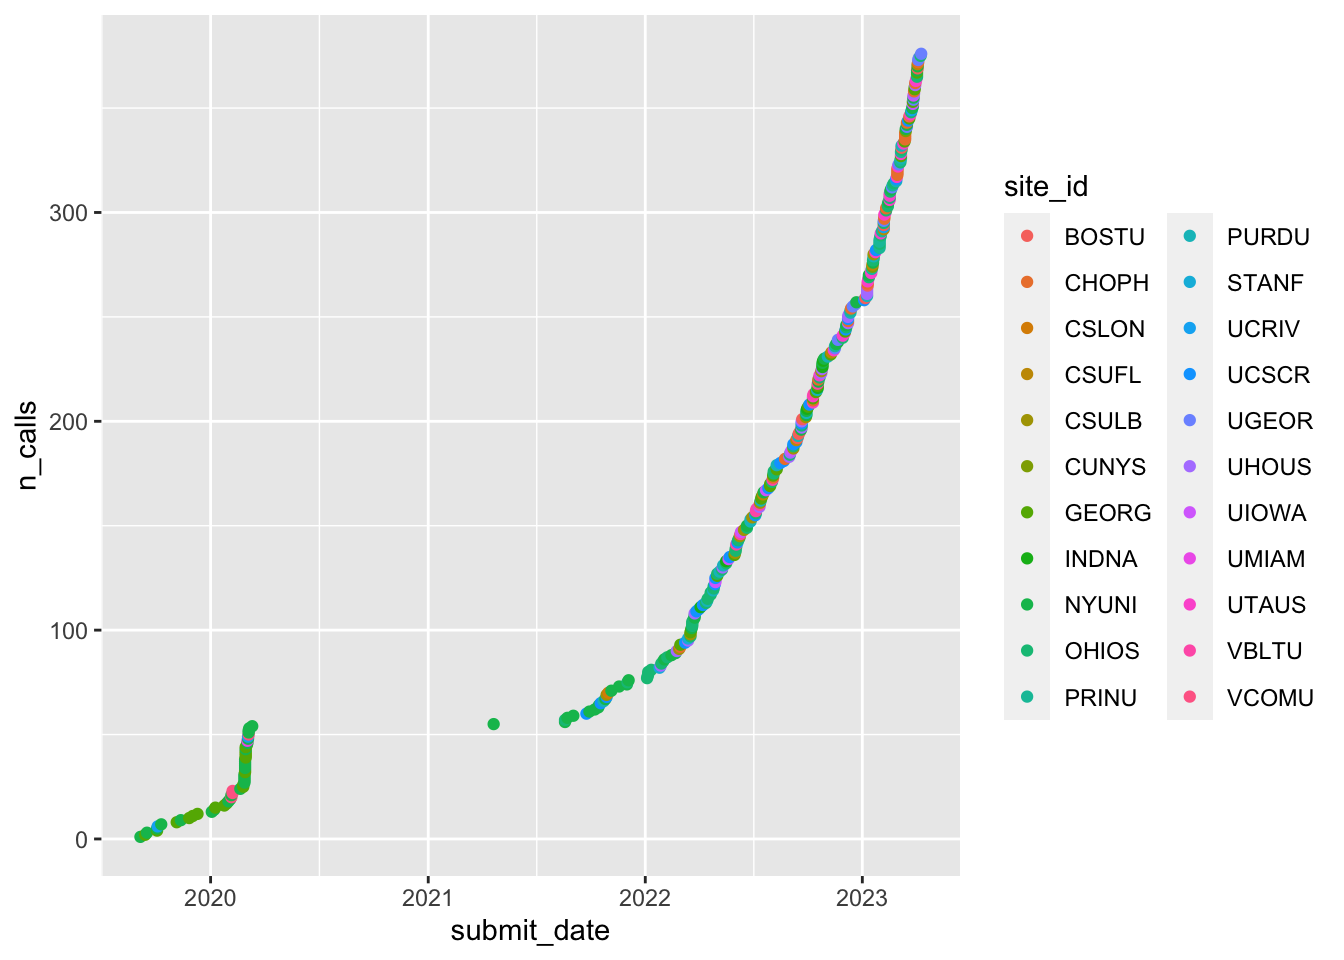 300
200
100
0
n_calls
2020 2021 2022 2023
submit_date
site_id
BOSTU PURDU
CHOPH STANF
CSLON UCRIV
CSUFL UCSCR
CSULB UGEOR
CUNYS UHOUS
GEORG UIOWA
INDNA UMIAM
NYUNI UTAUS
OHIOS VBLTU
PRINU VCOMU